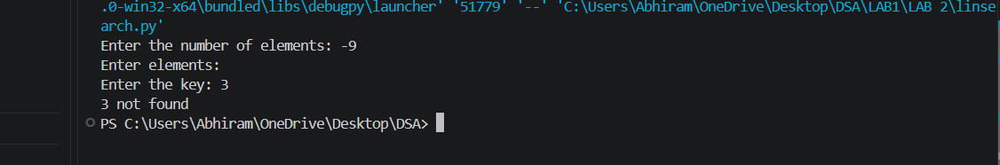 .0-win32-x64\bundled\libs\debugpy\launcher' '51779' '--' 'C:\Users\Abhiram\OneDrive\Desktop\DSA\LAB1\LAB 2\linse
arch.py'
Enter the number of elements: -9
Enter elements:
Enter the key: 3
3 not found
PS C:\Users\Abhiram\OneDrive\Desktop\DSA>